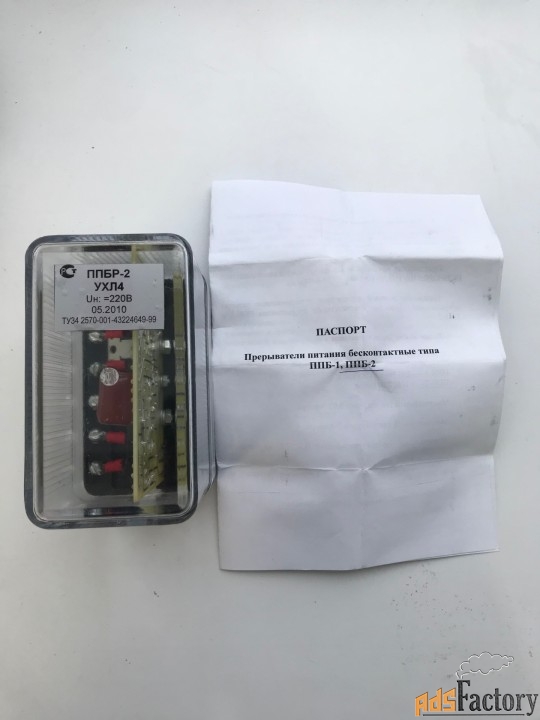 ППБР-2
УХЛ4
Uн: =220В
05.2010
ТУ34 2570-001-43224649-99
ПАСПОРТ
Прерыватели питания бесконтактные типа
ППБ-1, ППБ-2
AdsFactory